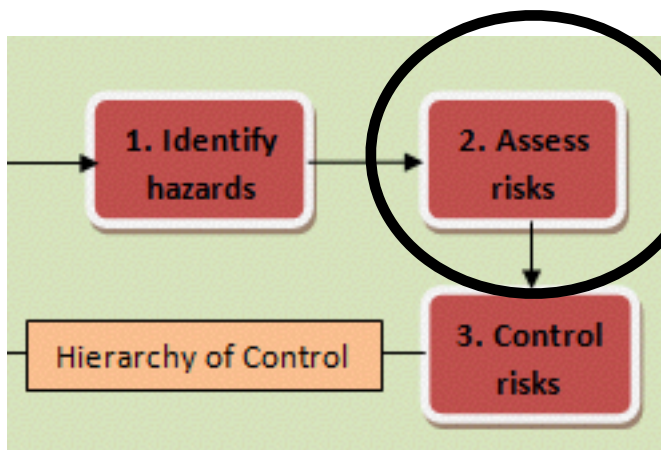 1. Identify
hazards
2. Assess
risks
3. Control
risks
Hierarchy of Control